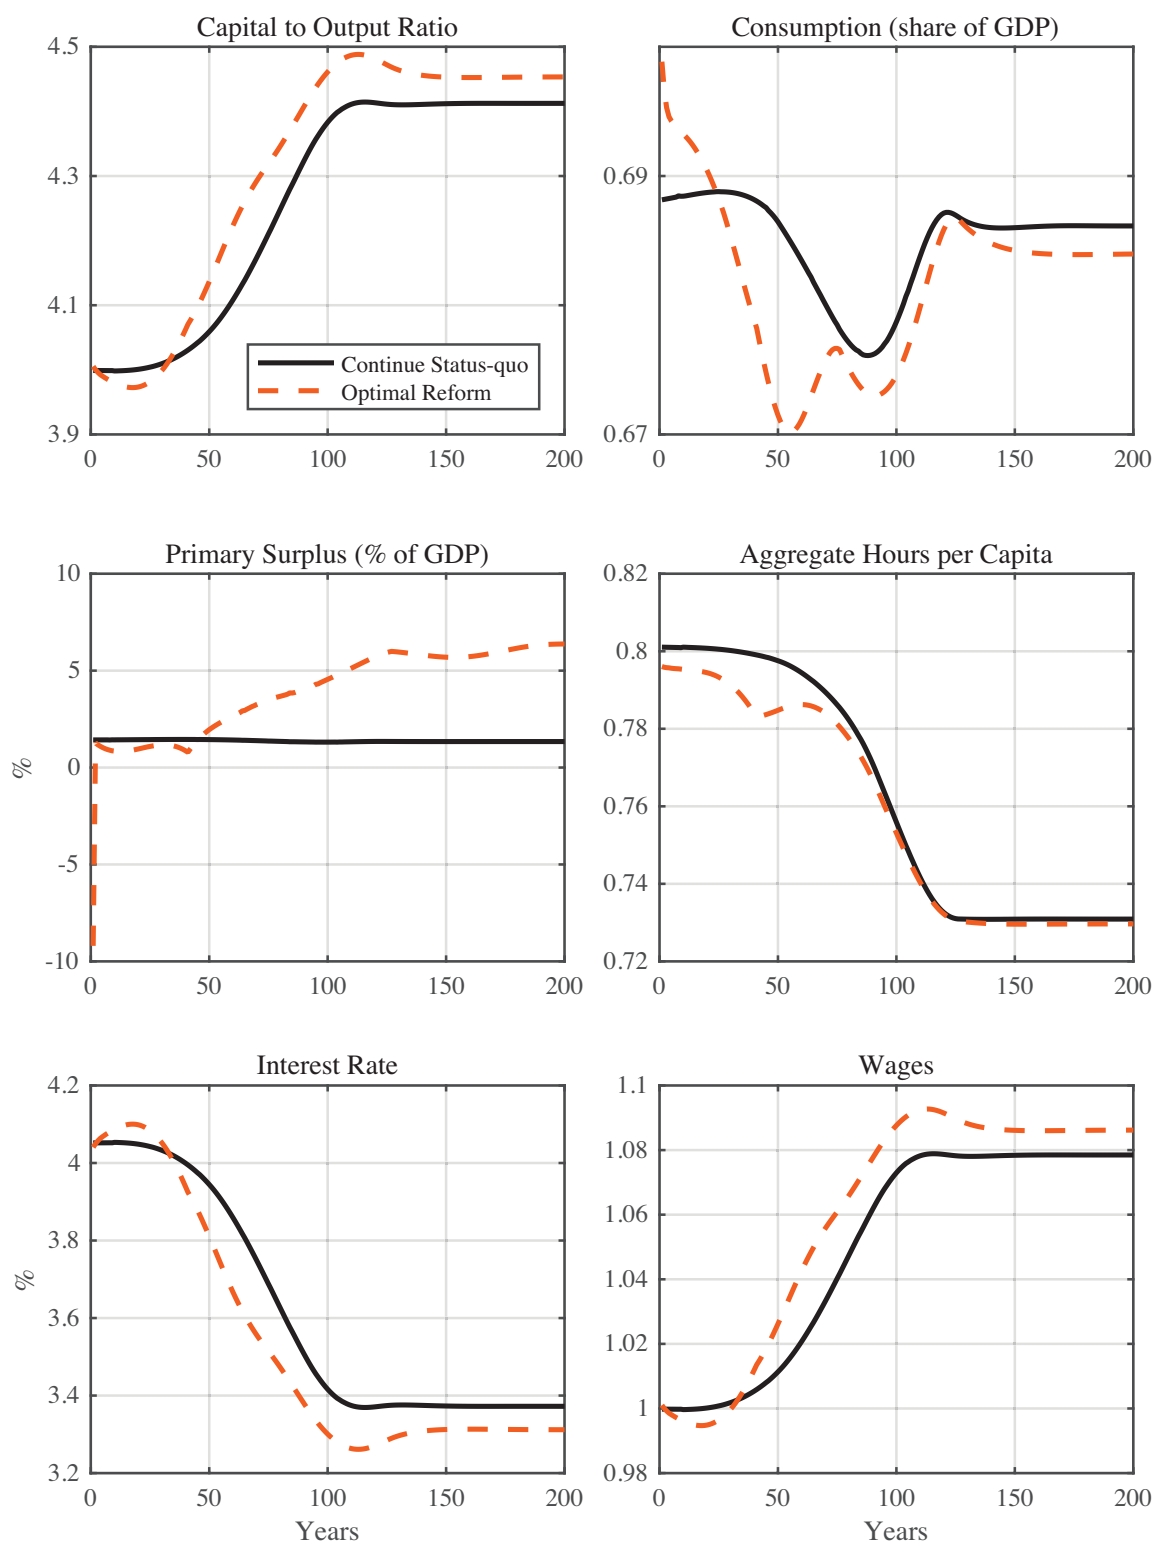 Capital to Output Ratio
4.5
4.3
4.1
3.9
0 50 100 150 200
Continue Status-quo
Optimal Reform
Consumption (share of GDP)
0.69
0.67
0 50 100 150 200
Primary Surplus (% of GDP)
%
10
5
0
-5
-10
0 50 100 150 200
Aggregate Hours per Capita
0.82
0.8
0.78
0.76
0.74
0.72
0 50 100 150 200
Interest Rate
%
4.2
4
3.8
3.6
3.4
3.2
0 50 100 150 200
Years
Wages
1.1
1.08
1.06
1.04
1.02
1
0.98
0 50 100 150 200
Years